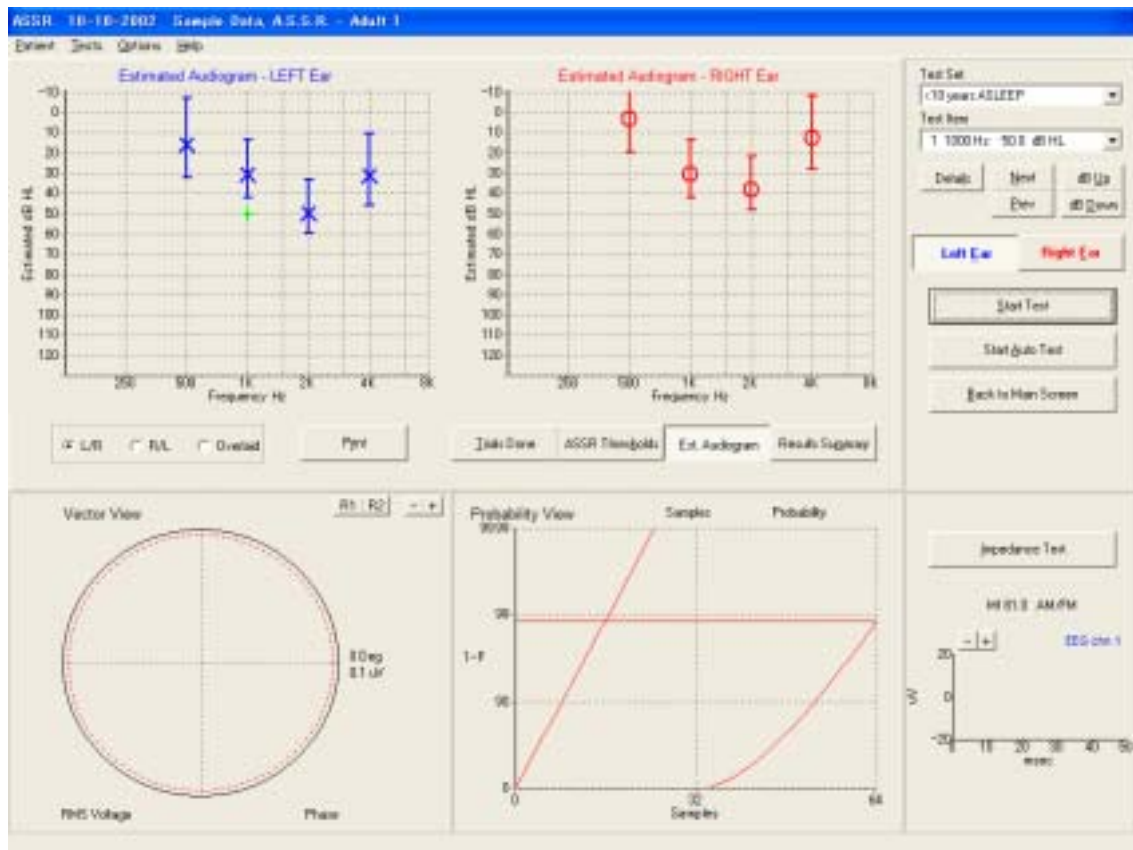 ASSR 10-10-2002 Sample Data, A.S.S.R. - Adult 1
Patient Tests Options Help
Estimated Audiogram - LEFT Ear
-10
0
10
20
30
40
50
60
70
80
90
100
110
120
Estimated dB HL
250 500 1K 2K 4K 8k
Frequency Hz
Estimated Audiogram - RIGHT Ear
-10
0
10
20
30
40
50
60
70
80
90
100
110
120
Estimated dB HL
250 500 1K 2K 4K 8k
Frequency Hz
L/R R/L Overlaid Print
Trials Done ASSR Thresholds Est. Audiogram Results Summary
Test Set
<10 years ASLEEP
Test Item
1 1000 Hz 50.0 dB HL
Details Next dB Up
Prev dB Down
Left Ear Right Ear
Start Test
Start Auto Test
Back to Main Screen
Vector View R1 R2 - +
0.0 deg
0.1 uV
RMS Voltage Phase
Probability View Samples Probability
1-P
90
0
0 32 64
Samples
Impedance Test
AM/FM
- + EEG chn 1
20
0
-20
uV
0 10 20 30 40 50
msec